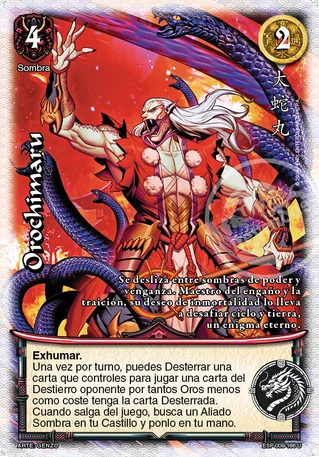 4
2
Sombra
大蛇丸
Orochimaru
Se desliza entre sombras de poder y
venganza. Maestro del engaño y la
traición, su deseo de inmortalidad lo lleva
a desafiar cielo y tierra,
un enigma eterno.
Exhumar.
Una vez por turno, puedes Desterrar una
carta que controles para jugar una carta del
Destierro oponente por tantos Oros menos
como coste tenga la carta Desterrada.
Cuando salga del juego, busca un Aliado
Sombra en tu Castillo y ponlo en tu mano.
ARTE: GENZO